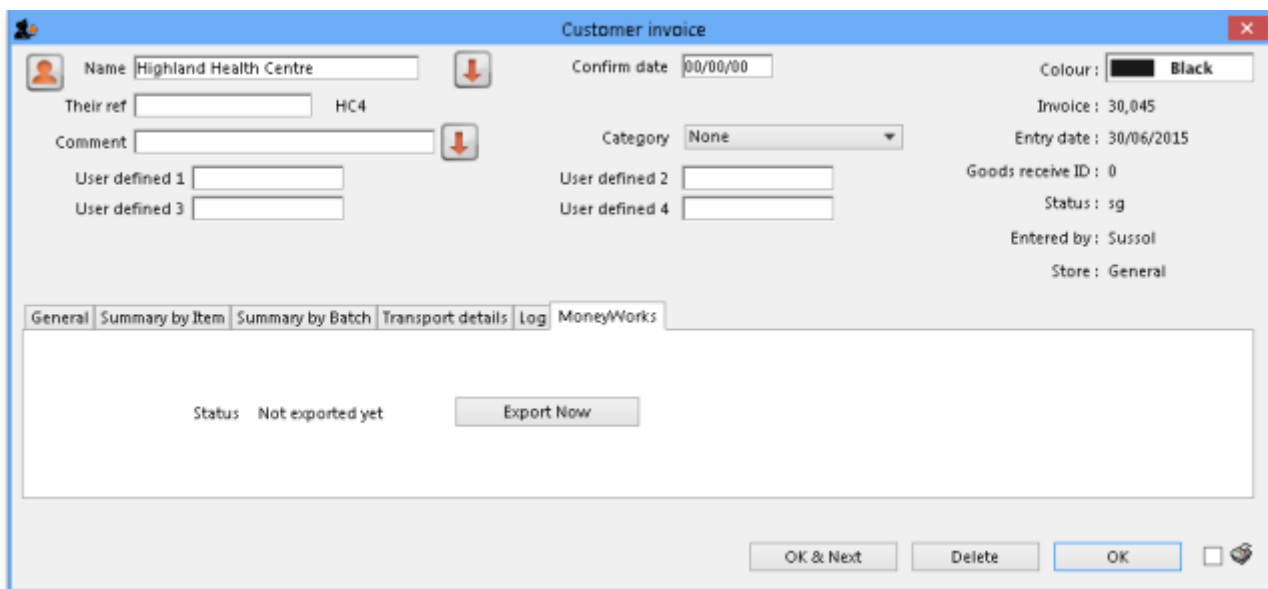 Customer invoice
Name Highland Health Centre Confirm date 00/00/00 Colour : Black
Their ref HC4 Invoice : 30,045
Comment Category None Entry date : 30/06/2015
User defined 1 User defined 2 Goods receive ID : 0
User defined 3 User defined 4 Status : sg
Entered by : Sussol
Store : General
General Summary by Item Summary by Batch Transport details Log MoneyWorks
Status Not exported yet Export Now
OK & Next Delete OK